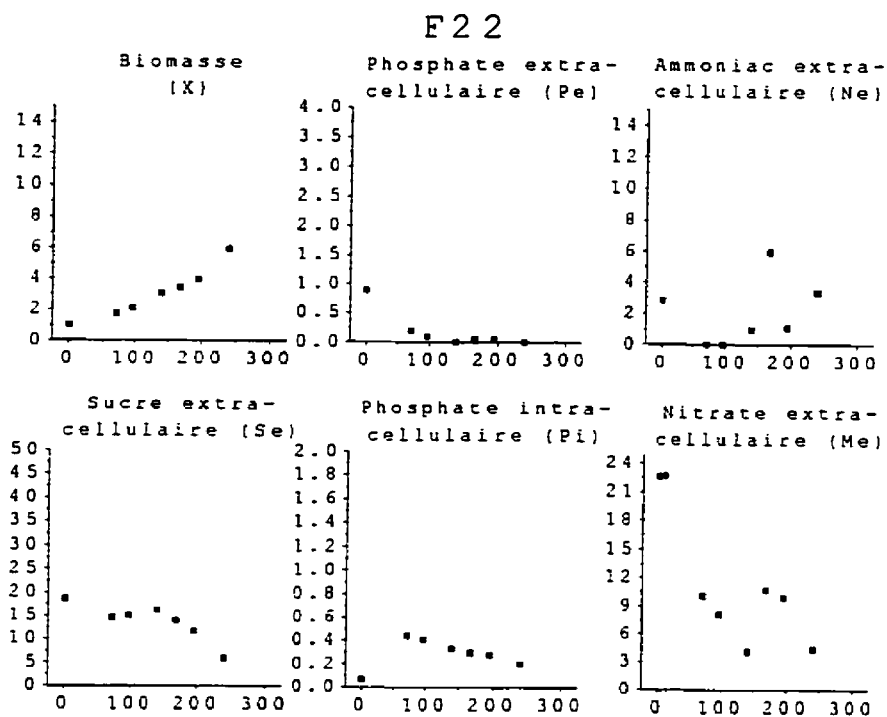 F22
Biomasse
(X)
14
12
10
8
6
4
2
0
0 100 200 300
Phosphate extra-
cellulaire (Pe)
4.0
3.5
3.0
2.5
2.0
1.5
1.0
0.5
0.0
0 100 200 300
Ammoniac extra-
cellulaire (Ne)
14
12
10
8
6
4
2
0
0 100 200 300
Sucre extra-
cellulaire (Se)
50
45
40
35
30
25
20
15
10
5
0
0 100 200 300
Phosphate intra-
cellulaire (Pi)
2.0
1.8
1.6
1.4
1.2
1.0
0.8
0.6
0.4
0.2
0.0
0 100 200 300
Nitrate extra-
cellulaire (Me)
24
21
18
15
12
9
6
3
0
0 100 200 300